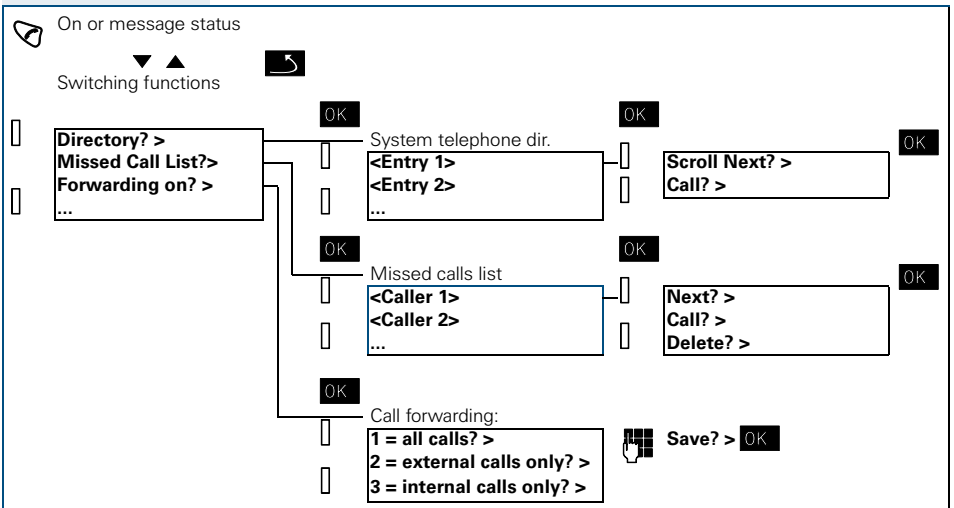 On or message status
Switching functions
OK OK
Directory? >
Missed Call List?>
Forwarding on? >
...
System telephone dir.
<Entry 1>
<Entry 2>
...
OK
Scroll Next? >
Call? >
OK OK
Missed calls list
<Caller 1>
<Caller 2>
...
OK
Next? >
Call? >
Delete? >
OK
Call forwarding:
1 = all calls? >
2 = external calls only? >
3 = internal calls only? >
Save? > OK